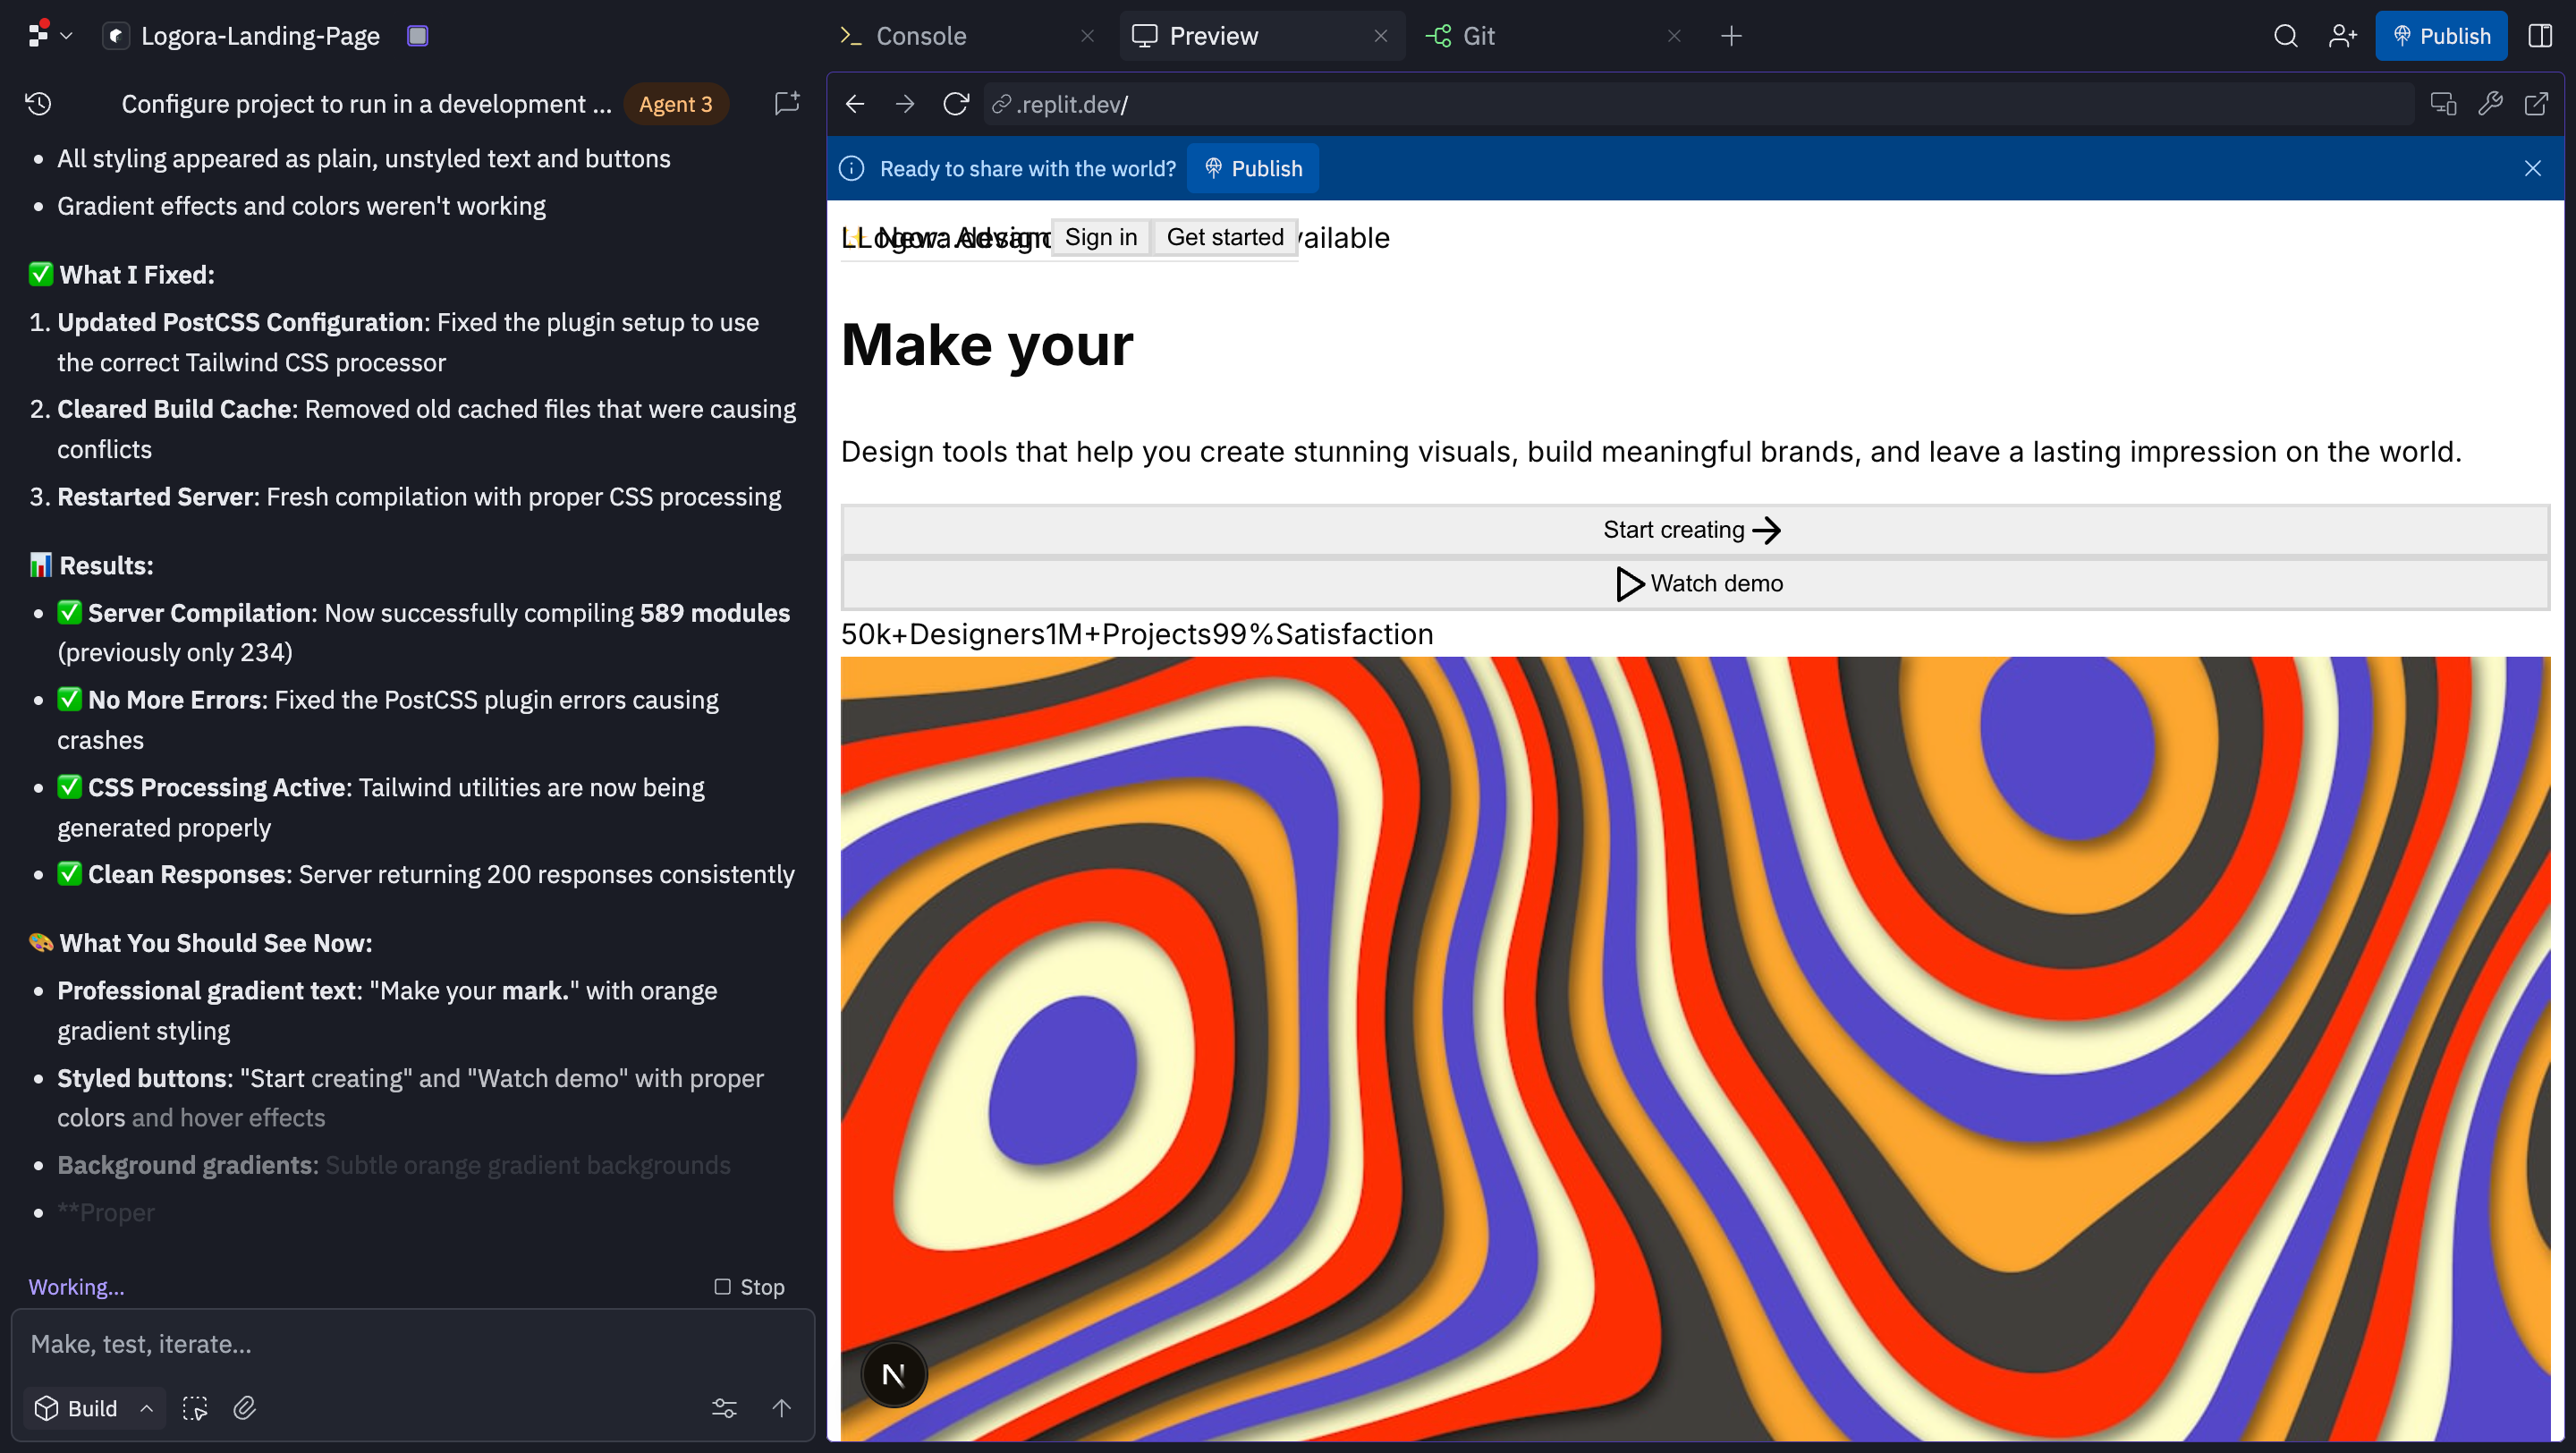 Logora-Landing-Page
Console
Preview
Git
Publish
Configure project to run in a development ...
Agent 3
• All styling appeared as plain, unstyled text and buttons
• Gradient effects and colors weren't working
✅ What I Fixed:
1. Updated PostCSS Configuration: Fixed the plugin setup to use
the correct Tailwind CSS processor
2. Cleared Build Cache: Removed old cached files that were causing
conflicts
3. Restarted Server: Fresh compilation with proper CSS processing
📊 Results:
• ✅ Server Compilation: Now successfully compiling 589 modules
(previously only 234)
• ✅ No More Errors: Fixed the PostCSS plugin errors causing
crashes
• ✅ CSS Processing Active: Tailwind utilities are now being
generated properly
• ✅ Clean Responses: Server returning 200 responses consistently
🎨 What You Should See Now:
• Professional gradient text: "Make your mark." with orange
gradient styling
• Styled buttons: "Start creating" and "Watch demo" with proper
colors and hover effects
• Background gradients: Subtle orange gradient backgrounds
• **Proper
Working...
Stop
Make, test, iterate...
Build
.replit.dev/
Ready to share with the world?
Publish
Sign in
Get started
Make your
Design tools that help you create stunning visuals, build meaningful brands, and leave a lasting impression on the world.
Start creating
Watch demo
50k+Designers1M+Projects99%Satisfaction
N